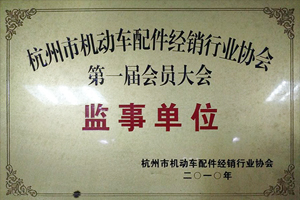 杭州市机动车配件经销行业协会
第一届会员大会
监事单位
杭州市机动车配件经销行业协会
二〇一〇年